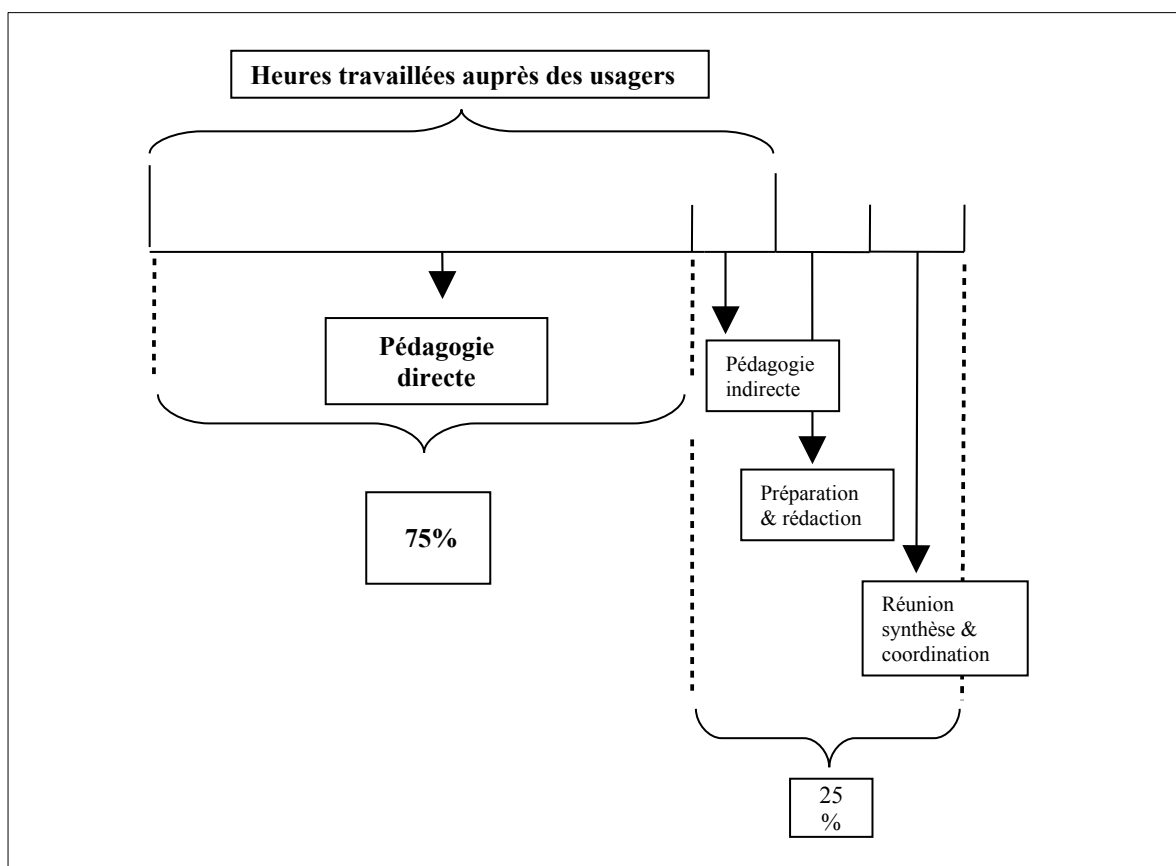 Heures travaillées auprès des usagers
Pédagogie
directe
Pédagogie
indirecte
Préparation
& rédaction
75%
Réunion
synthèse &
coordination
25
%